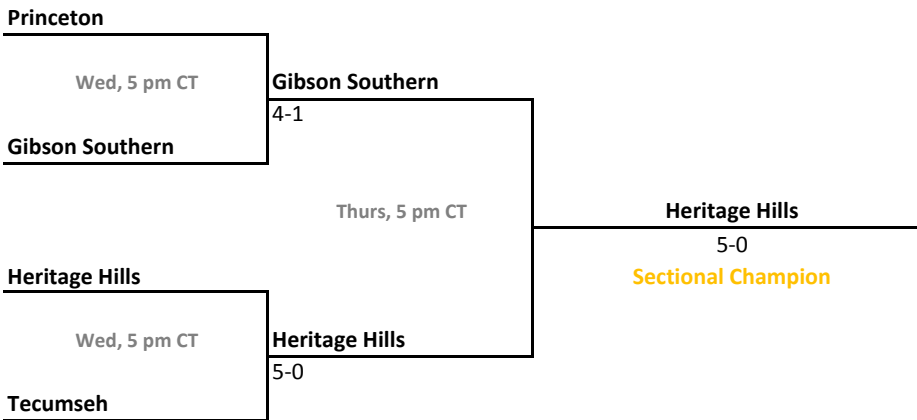 Princeton
Wed, 5 pm CT
Gibson Southern
4-1
Gibson Southern
Thurs, 5 pm CT
Heritage Hills
5-0
Sectional Champion
Heritage Hills
Wed, 5 pm CT
Heritage Hills
5-0
Tecumseh